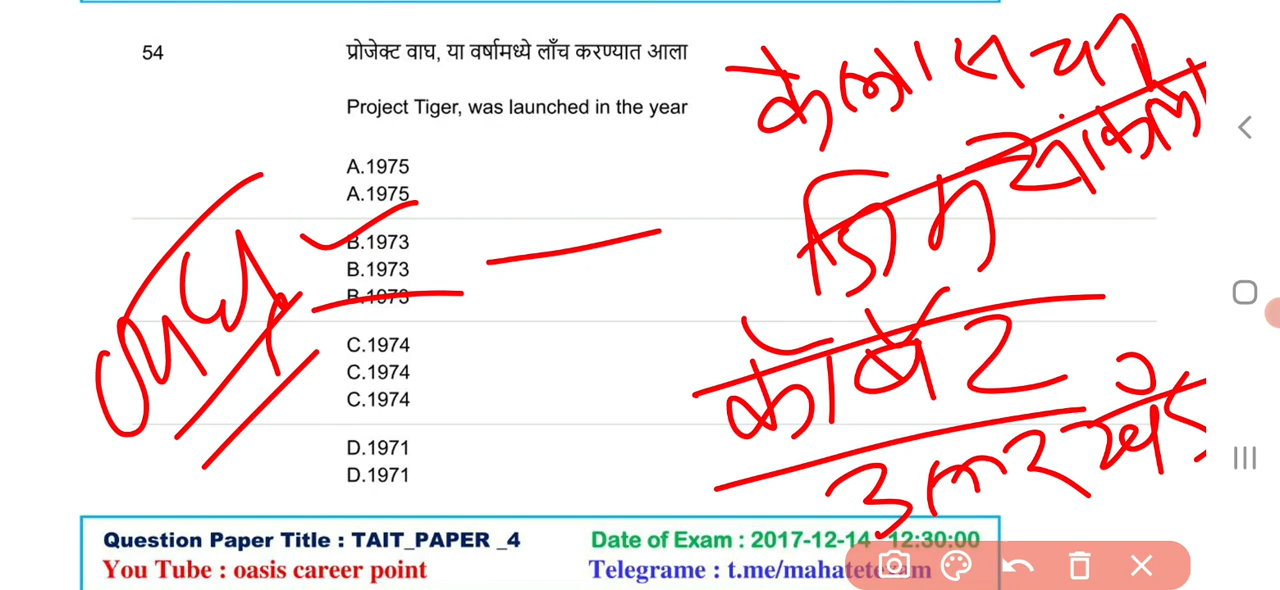 54
प्रोजेक्ट वाघ, या वर्षामध्ये लाँच करण्यात आला
Project Tiger, was launched in the year
A.1975
A.1975
B.1973
B.1973
B.1973
C.1974
C.1974
C.1974
D.1971
D.1971
जिम
कॉर्बेट
Question Paper Title : TAIT_PAPER _4
Date of Exam : 2017-12-14 12:30:00
You Tube : oasis career point
Telegrame : t.me/mahatetexam